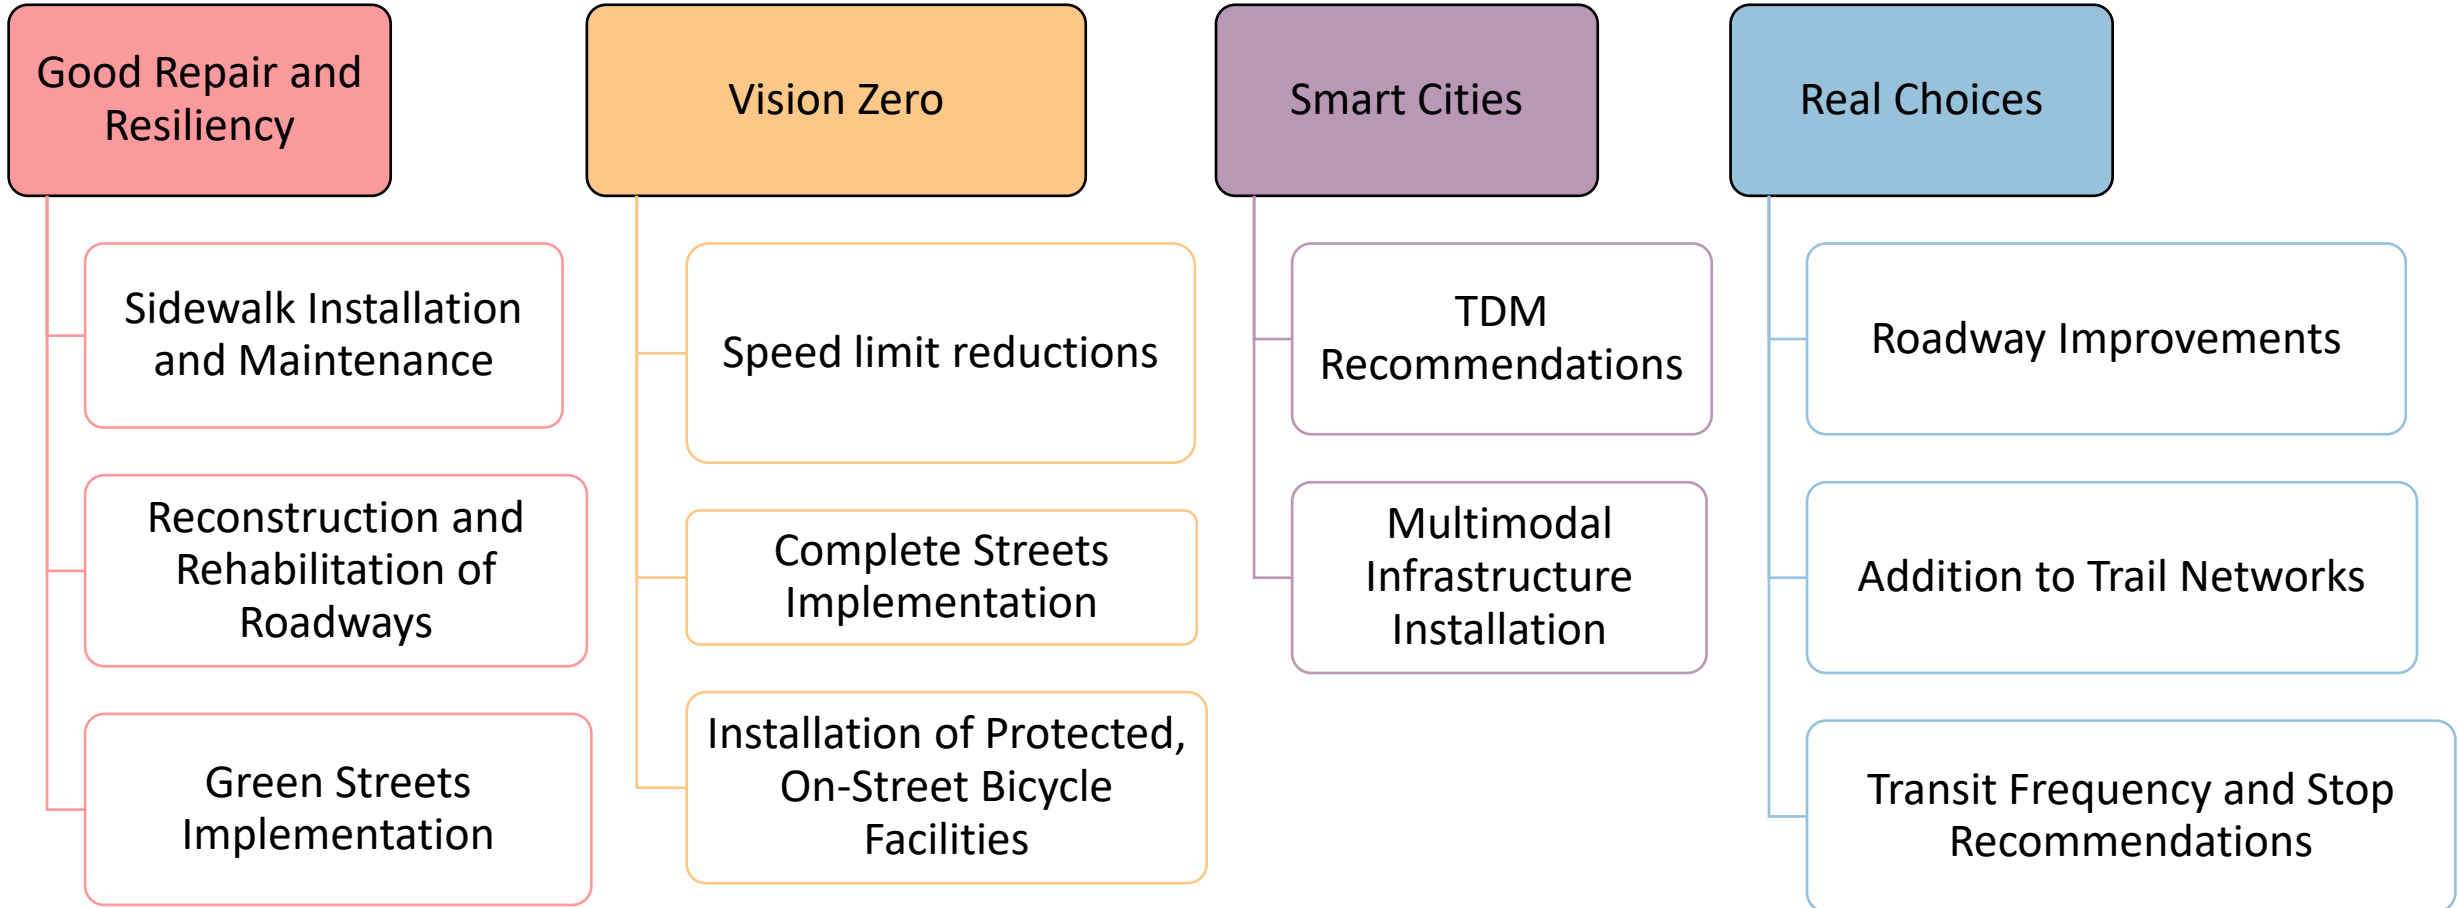 Good Repair and
Resiliency
Sidewalk Installation
and Maintenance
Reconstruction and
Rehabilitation of
Roadways
Green Streets
Implementation
Vision Zero
Speed limit reductions
Complete Streets
Implementation
Installation of Protected,
On-Street Bicycle
Facilities
Smart Cities
TDM
Recommendations
Multimodal
Infrastructure
Installation
Real Choices
Roadway Improvements
Addition to Trail Networks
Transit Frequency and Stop
Recommendations